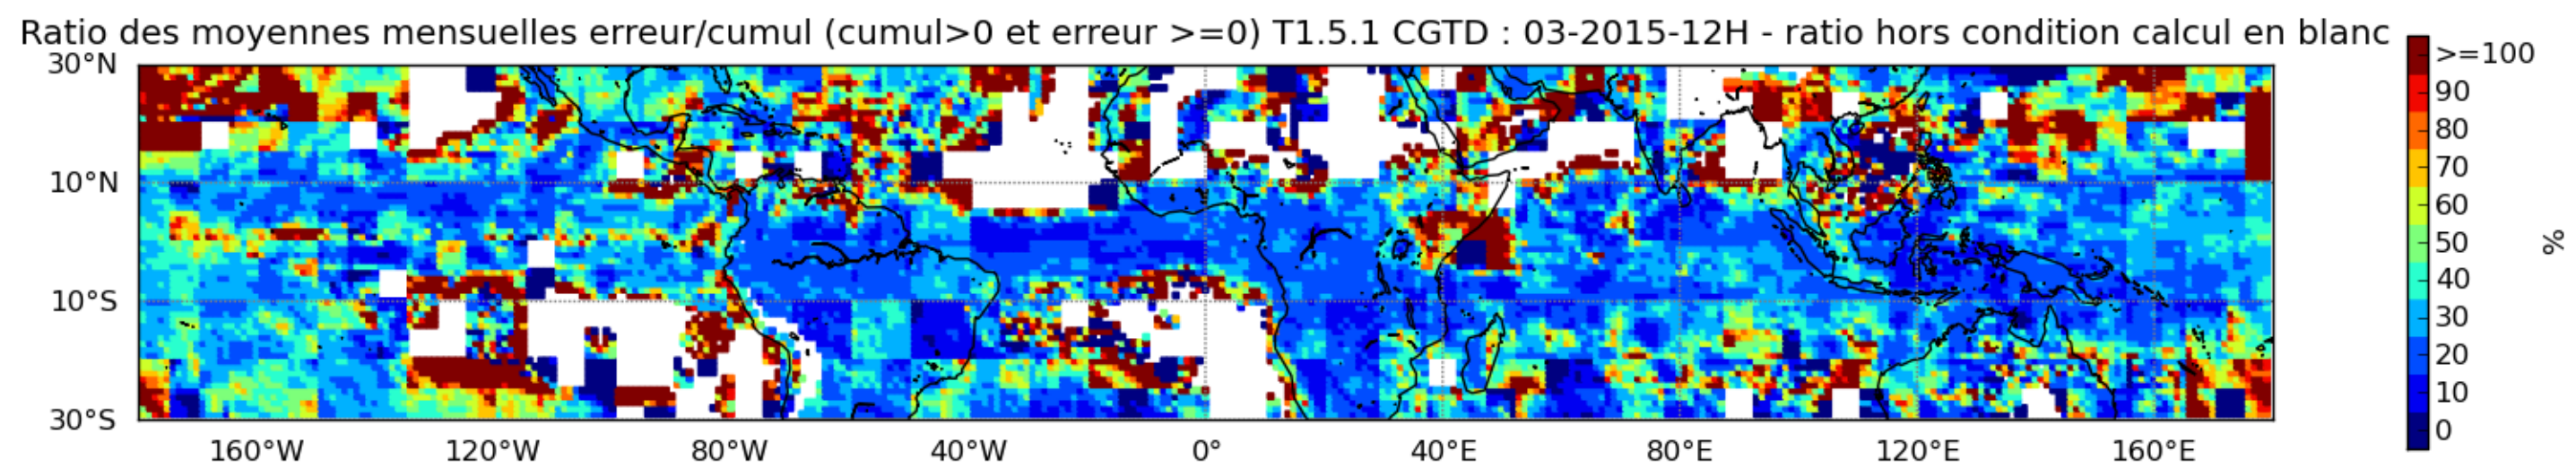 Ratio des moyennes mensuelles erreur/cumul (cumul>0 et erreur >=0) T1.5.1 CGTD : 03-2015-12H - ratio hors condition calcul en blanc
30°N
10°N
10°S
30°S
160°W 120°W 80°W 40°W 0° 40°E 80°E 120°E 160°E
>=100
90
80
70
60
50
40
30
20
10
0
%